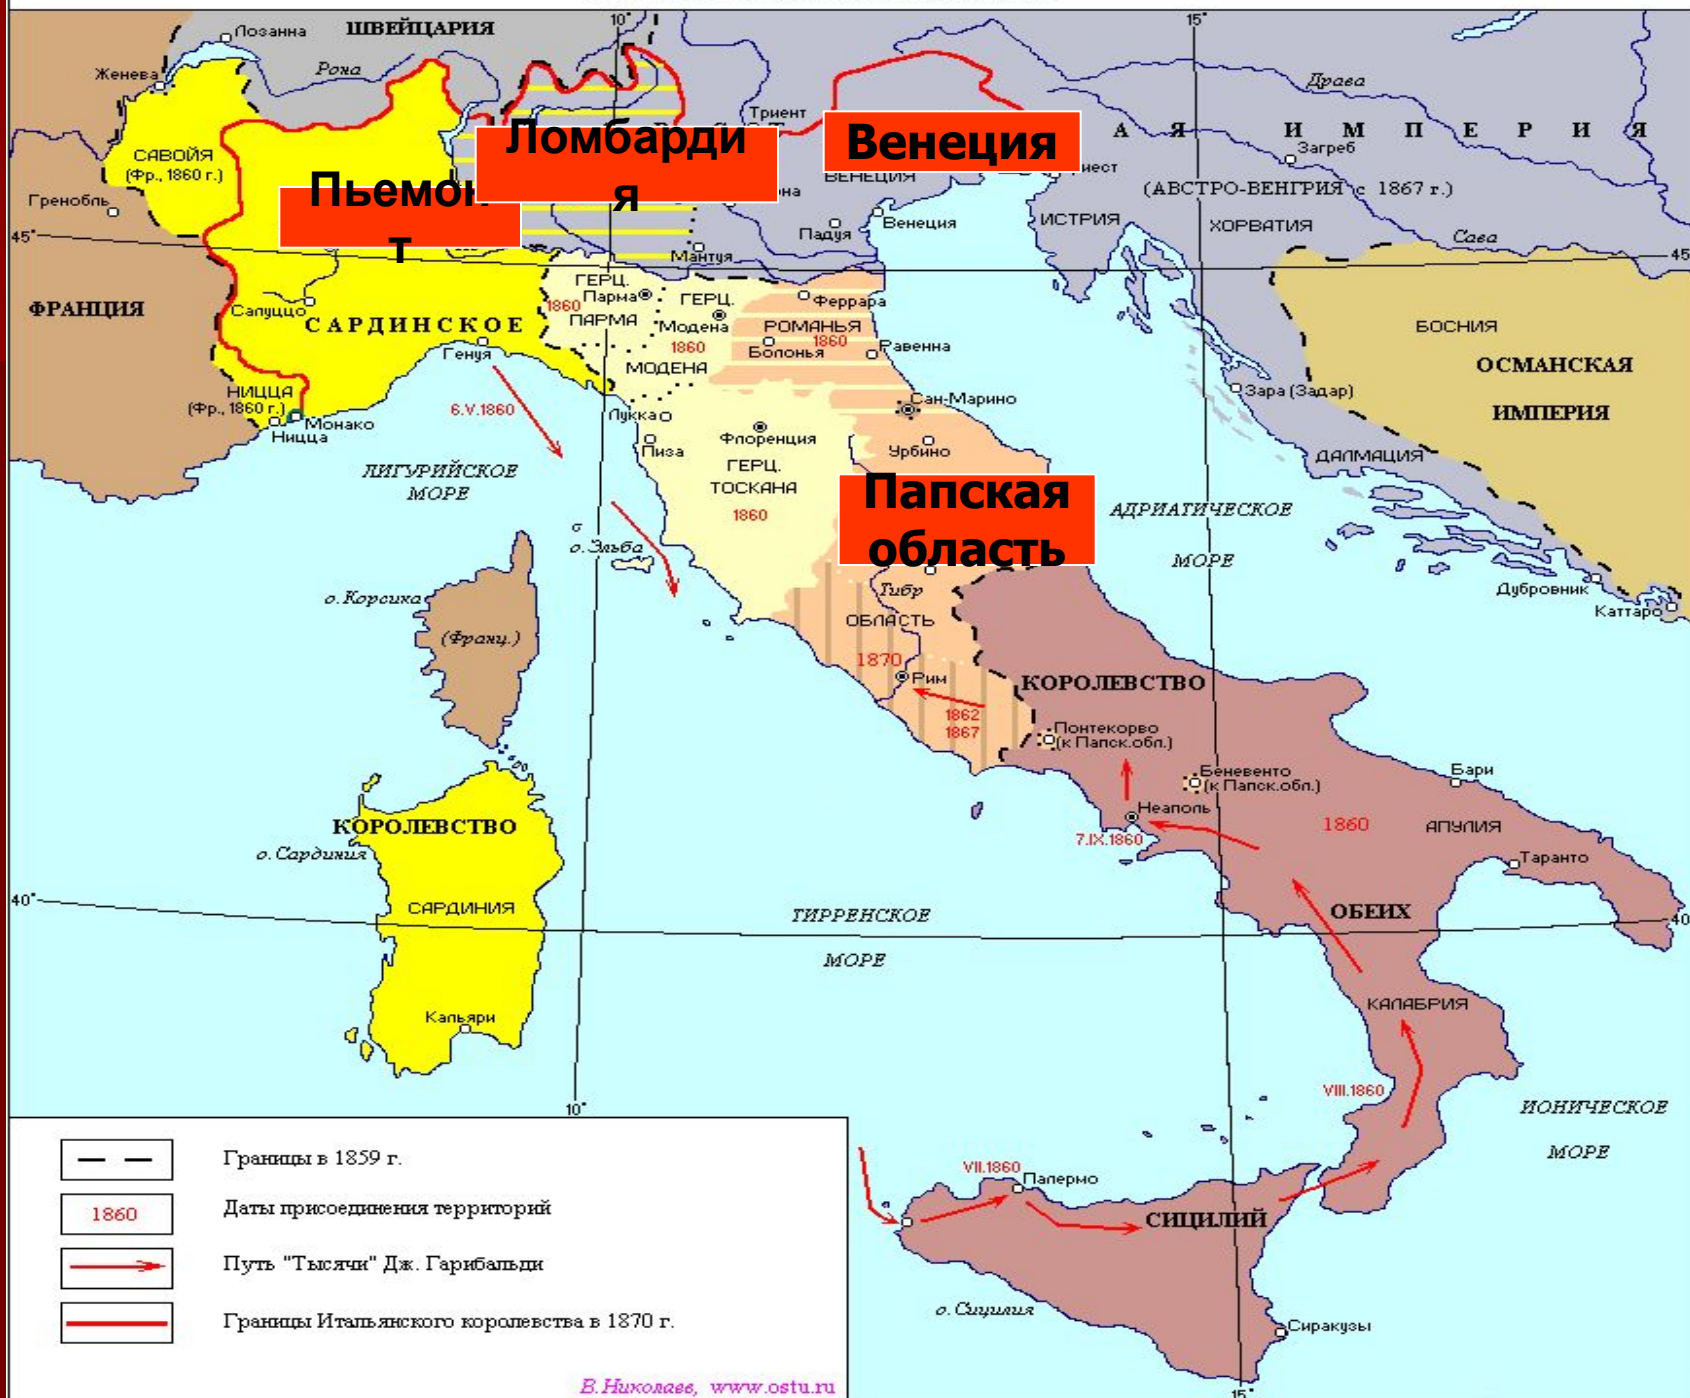 10°
15°
Лозанна
ШВЕЙЦАРИЯ
Женева
Рона
Драва
Триент
А Я И М П Е Р И Я
Ломбарди
я
Венеция
Загреб
САВОЙЯ
(Фр., 1860 г.)
ВЕНЕЦИЯ
(АВСТРО-ВЕНГРИЯ с 1867 г.)
Пьемон
т
Гренобль
Венеция
Падуя
ИСТРИЯ
ХОРВАТИЯ
Сава
45°
45
Мантуя
ФРАНЦИЯ
Салуццо
САРДИНСКОЕ
Генуя
ГЕРЦ.
Парма
1860
ПАРМА
ГЕРЦ.
Модена
1860
МОДЕНА
Феррара
РОМАНЬЯ
1860
Болонья
Равенна
БОСНИЯ
ОСМАНСКАЯ
ИМПЕРИЯ
НИЦЦА
(Фр., 1860 г.)
Монако
Ницца
6.V.1860
Лукка
Пиза
Флоренция
ГЕРЦ.
ТОСКАНА
1860
Сан-Марино
Урбино
Зара (Задар)
ДАЛМАЦИЯ
ЛИГУРИЙСКОЕ
МОРЕ
Папская
область
АДРИАТИЧЕСКОЕ
МОРЕ
о. Эльба
Дубровник
Каттаро
о. Корсика
(Франц.)
Тибр
ОБЛАСТЬ
1870
Рим
1862
1867
КОРОЛЕВСТВО
Понтекорво
(к Папск.обл.)
Беневенто
(к Папск.обл.)
Бари
Неаполь
7.IX.1860
1860
АПУЛИЯ
Таранто
КОРОЛЕВСТВО
о. Сардиния
САРДИНИЯ
40°
40
ТИРРЕНСКОЕ
МОРЕ
ОБЕИХ
КАЛАБРИЯ
Кальяри
VIII.1860
ИОНИЧЕСКОЕ
МОРЕ
10°
VII.1860
Палермо
СИЦИЛИЙ
о. Сицилия
Сиракузы
15°
Границы в 1859 г.
1860
Даты присоединения территорий
Путь "Тысячи" Дж. Гарибальди
Границы Итальянского королевства в 1870 г.
В.Николаев, www.ostu.ru